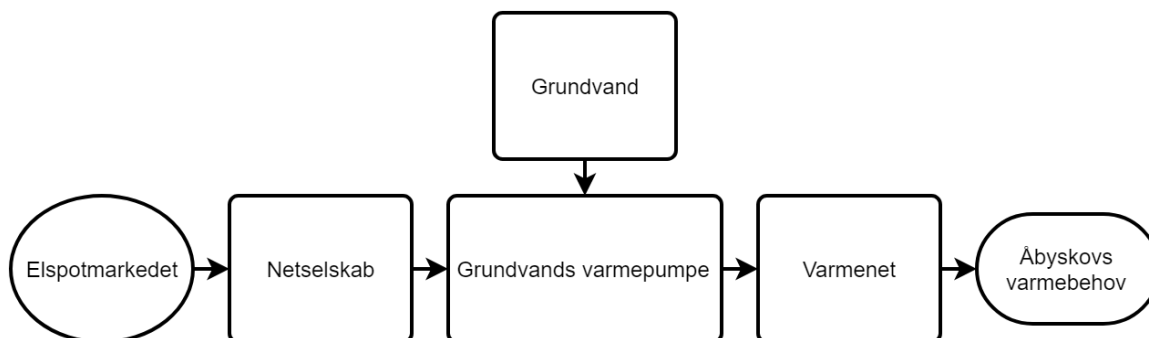 Grundvand
Elspotmarkedet
Netselskab
Grundvands varmepumpe
Varmenet
Åbyskovs
varmebehov